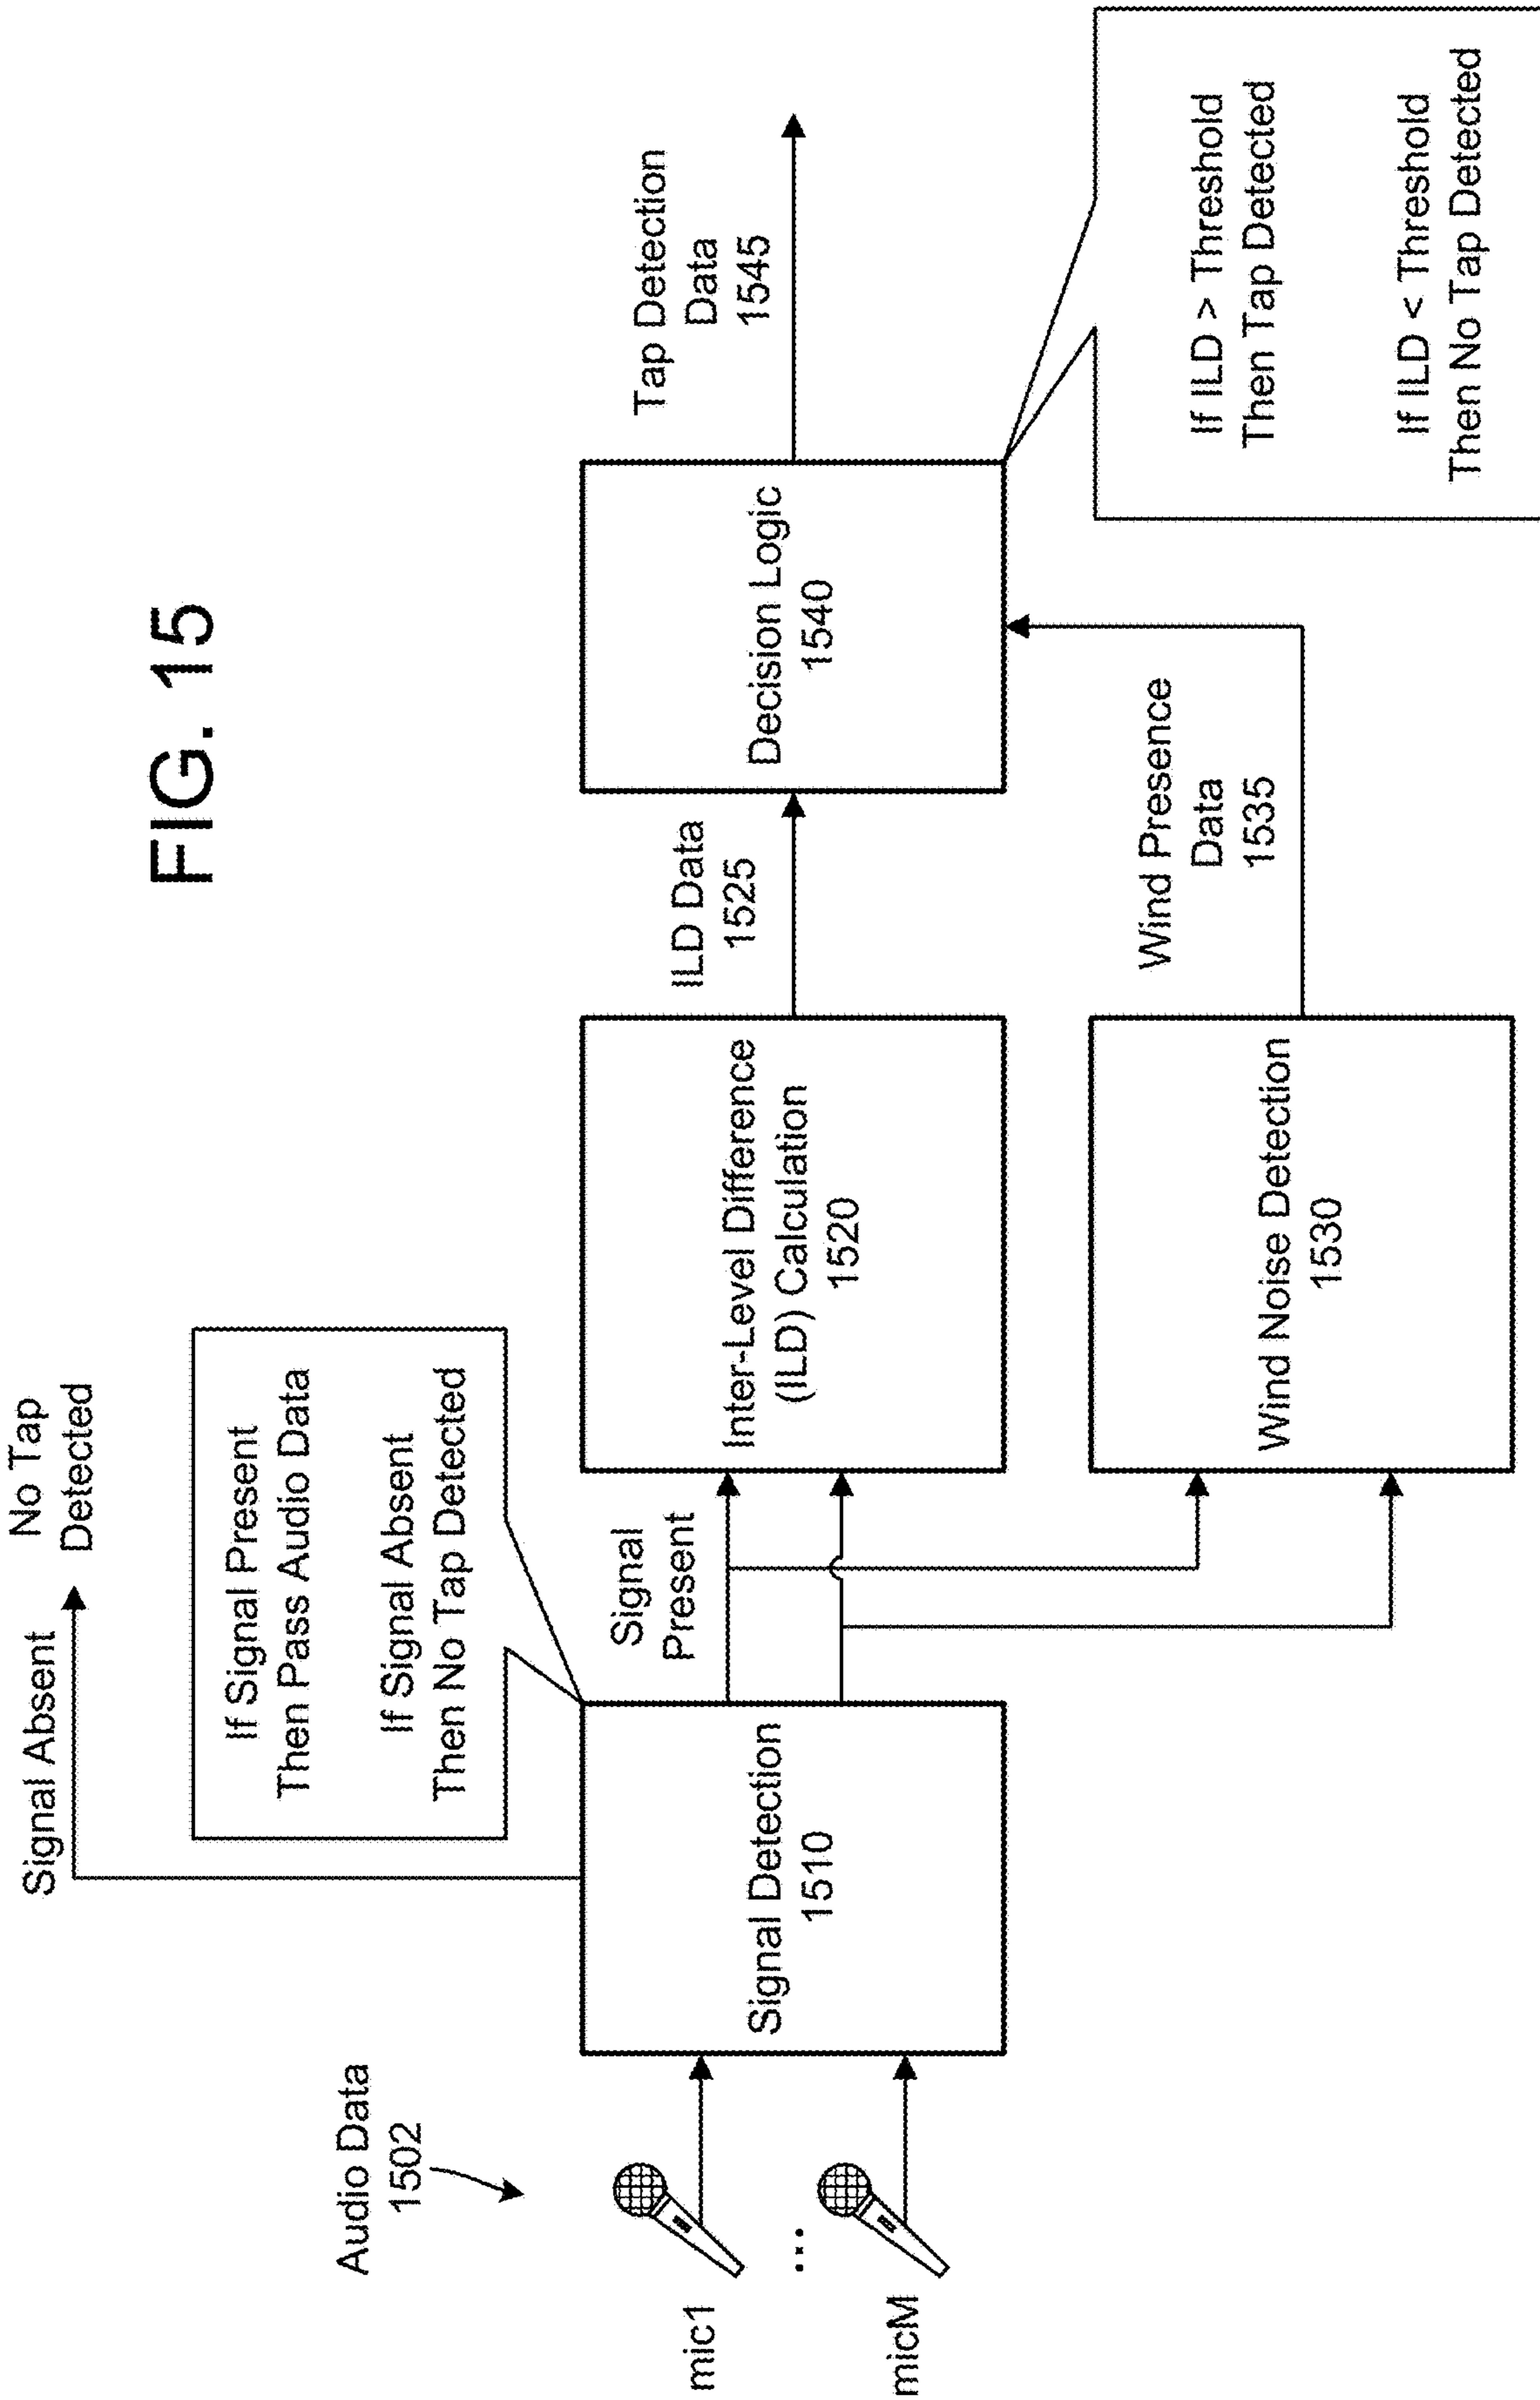 FIG. 15
Signal Absent
No Tap
Detected
If Signal Present
Then Pass Audio Data
If Signal Absent
Then No Tap Detected
Audio Data
1502
mic1
...
micM
Signal Detection
1510
Signal
Present
Inter-Level Difference
(ILD) Calculation
1520
ILD Data
1525
Wind Noise Detection
1530
Wind Presence
Data
1535
Decision Logic
1540
Tap Detection
Data
1545
If ILD > Threshold
Then Tap Detected
If ILD < Threshold
Then No Tap Detected